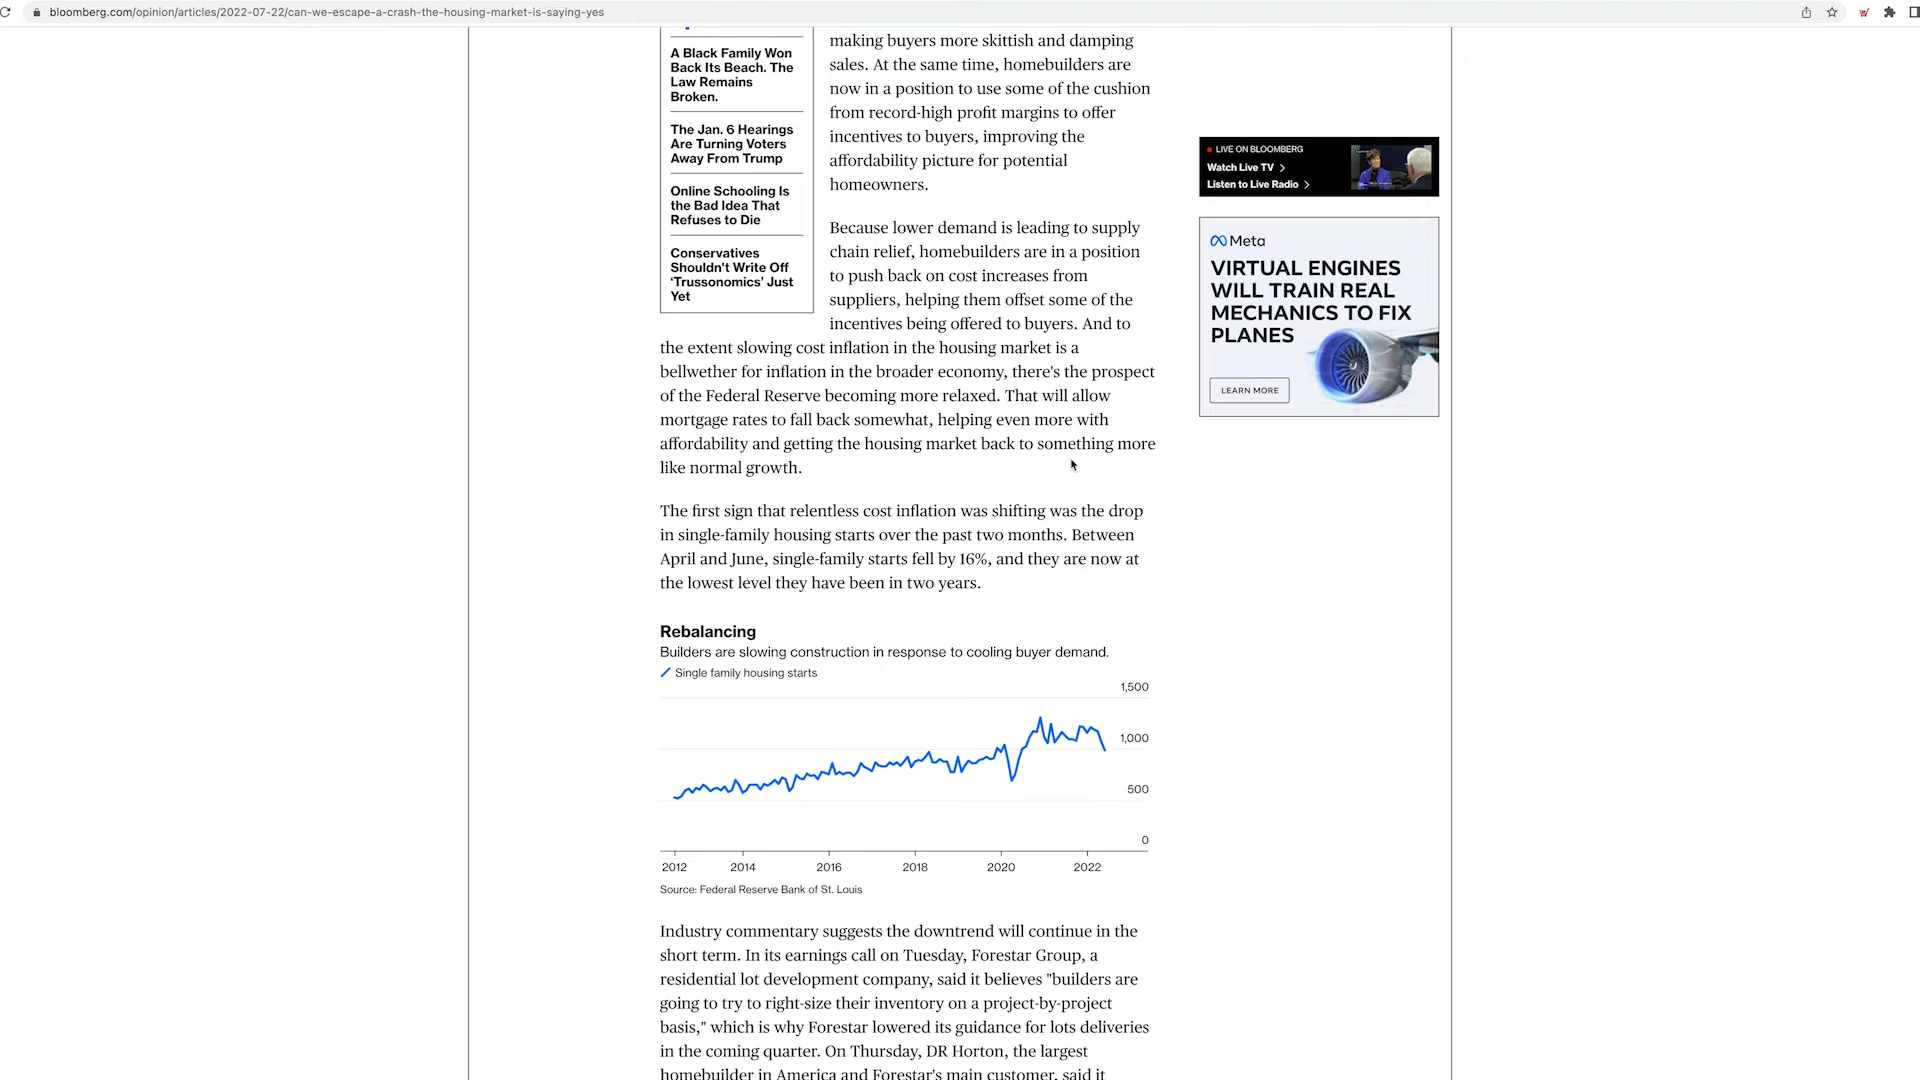 bloomberg.com/opinion/articles/2022-07-22/can-we-escape-a-crash-the-housing-market-is-saying-yes
A Black Family Won
Back Its Beach. The
Law Remains
Broken.
The Jan. 6 Hearings
Are Turning Voters
Away From Trump
Online Schooling Is
the Bad Idea That
Refuses to Die
Conservatives
Shouldn't Write Off
‘Trussonomics’ Just
Yet
making buyers more skittish and damping
sales. At the same time, homebuilders are
now in a position to use some of the cushion
from record-high profit margins to offer
incentives to buyers, improving the
affordability picture for potential
homeowners.
Because lower demand is leading to supply
chain relief, homebuilders are in a position
to push back on cost increases from
suppliers, helping them offset some of the
incentives being offered to buyers. And to
the extent slowing cost inflation in the housing market is a
bellwether for inflation in the broader economy, there's the prospect
of the Federal Reserve becoming more relaxed. That will allow
mortgage rates to fall back somewhat, helping even more with
affordability and getting the housing market back to something more
like normal growth.
The first sign that relentless cost inflation was shifting was the drop
in single-family housing starts over the past two months. Between
April and June, single-family starts fell by 16%, and they are now at
the lowest level they have been in two years.
Rebalancing
Builders are slowing construction in response to cooling buyer demand.
Single family housing starts
1,500
1,000
500
0
2012 2014 2016 2018 2020 2022
Source: Federal Reserve Bank of St. Louis
Industry commentary suggests the downtrend will continue in the
short term. In its earnings call on Tuesday, Forestar Group, a
residential lot development company, said it believes "builders are
going to try to right-size their inventory on a project-by-project
basis," which is why Forestar lowered its guidance for lots deliveries
in the coming quarter. On Thursday, DR Horton, the largest
homebuilder in America and Forestar's main customer, said it
LIVE ON BLOOMBERG
Watch Live TV >
Listen to Live Radio >
Meta
VIRTUAL ENGINES
WILL TRAIN REAL
MECHANICS TO FIX
PLANES
LEARN MORE